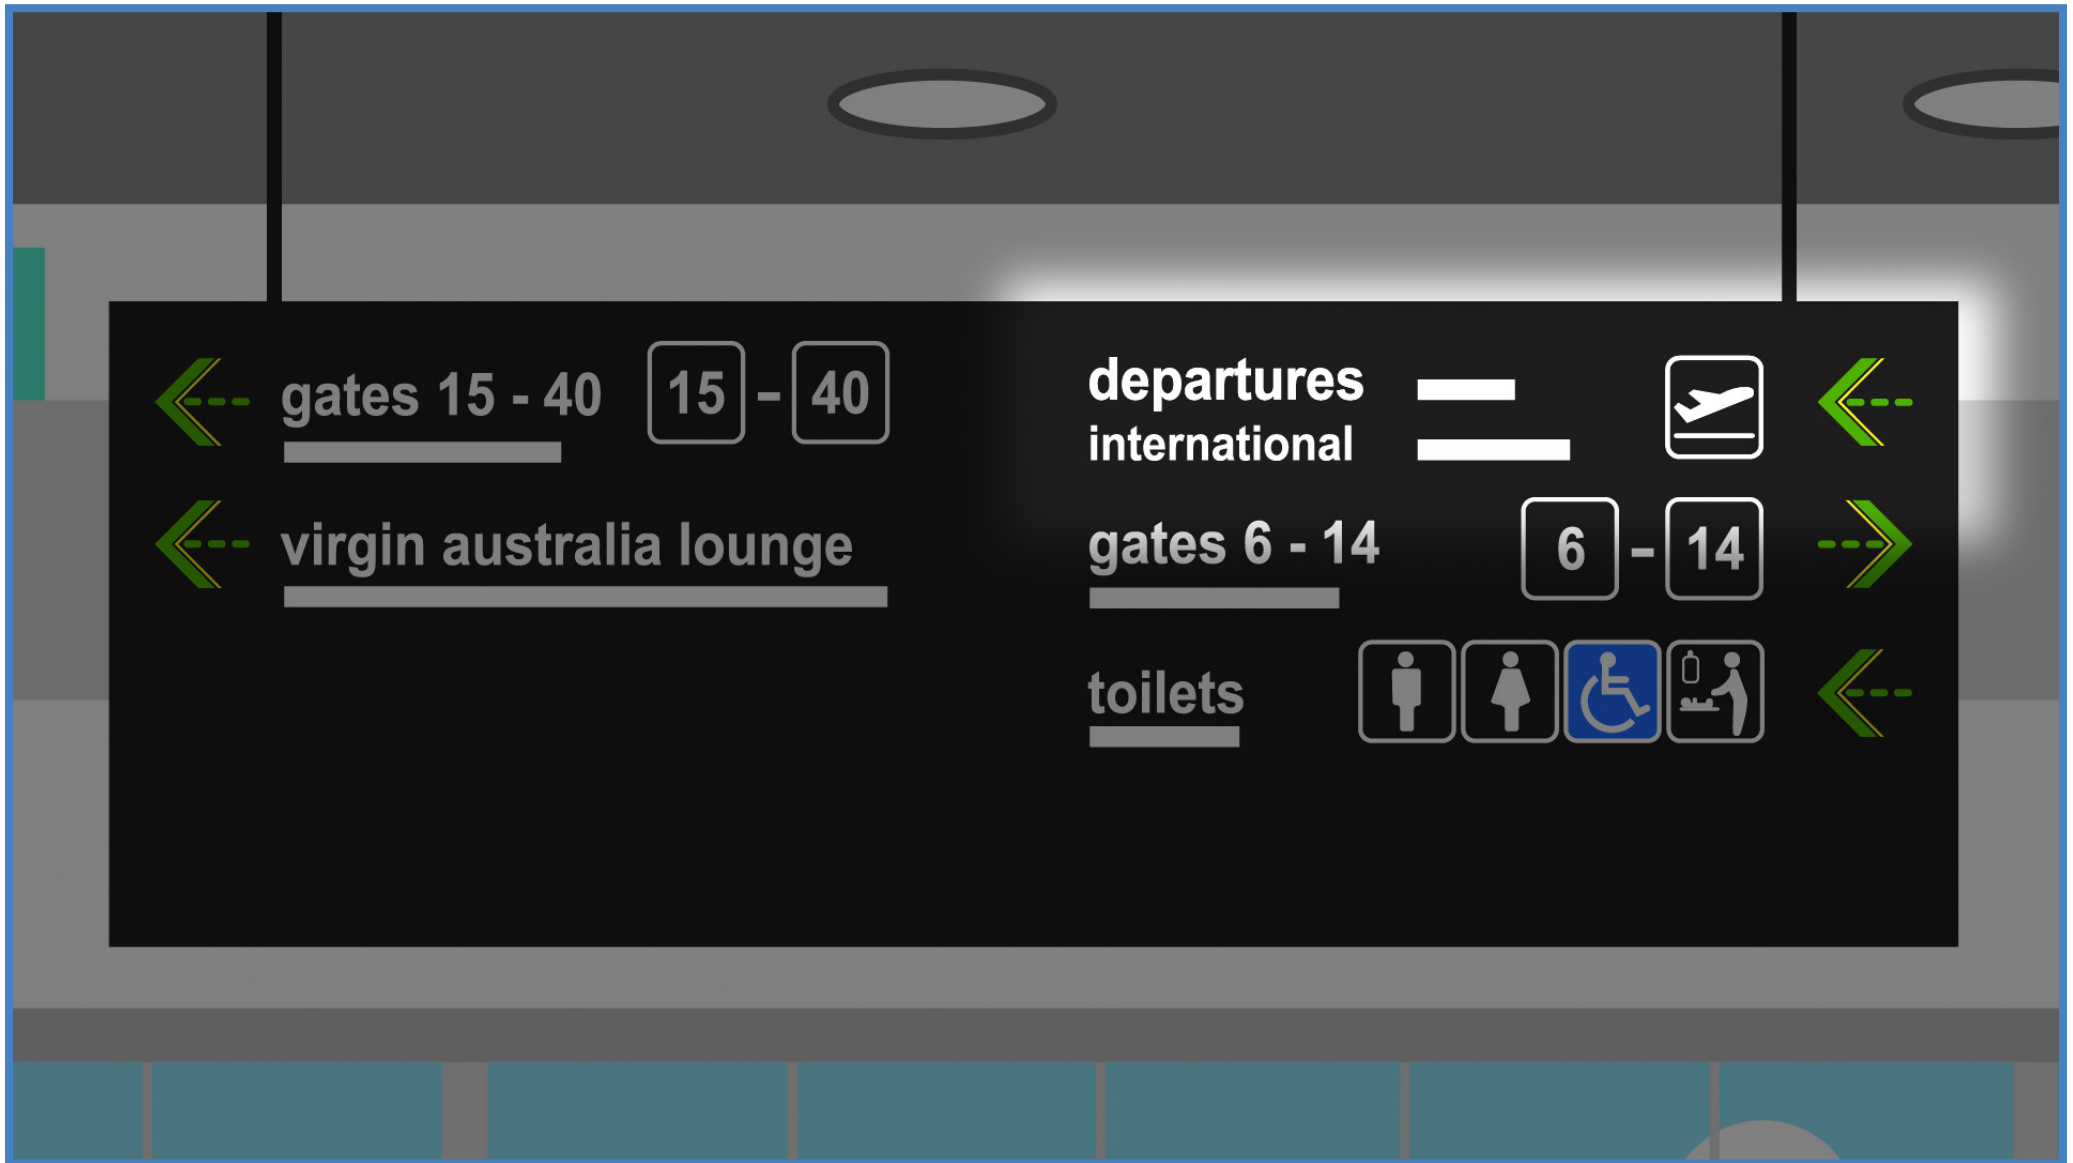 gates 15 - 40 15 - 40
virgin australia lounge
departures
international
gates 6 - 14 6 - 14
toilets